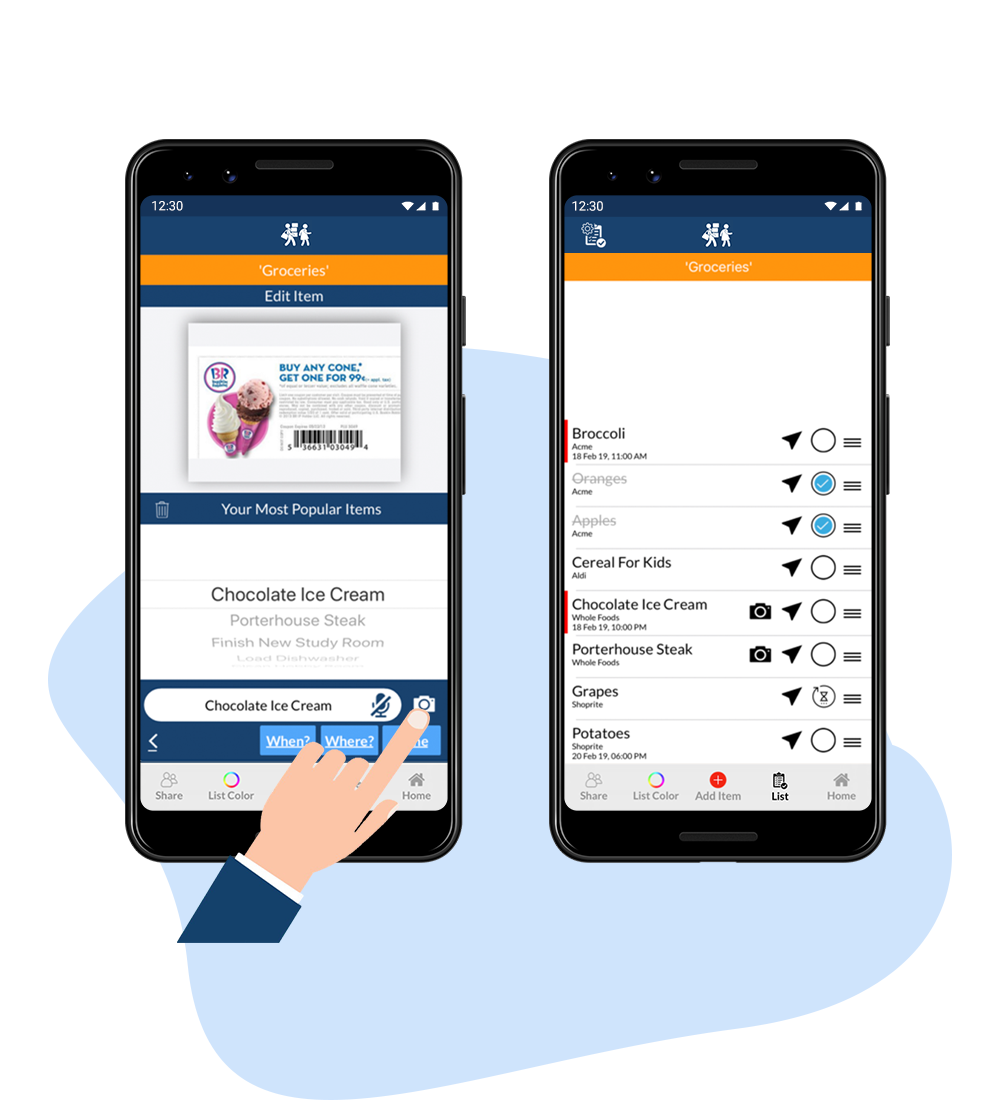 12:30
'Groceries'
Edit Item
BR
BUY ANY CONE,*
GET ONE FOR 99¢
5 36631 03049 4
Your Most Popular Items
Chocolate Ice Cream
Porterhouse Steak
Finish New Study Room
Load Dishwasher
Chocolate Ice Cream
When? Where?
Share List Color Home
12:30
'Groceries'
Broccoli
Acme
18 Feb 19, 11:00 AM
Oranges
Acme
Apples
Acme
Cereal For Kids
Aldi
Chocolate Ice Cream
Whole Foods
18 Feb 19, 10:00 PM
Porterhouse Steak
Whole Foods
Grapes
Shoprite
Potatoes
Shoprite
20 Feb 19, 06:00 PM
Share List Color Add Item List Home